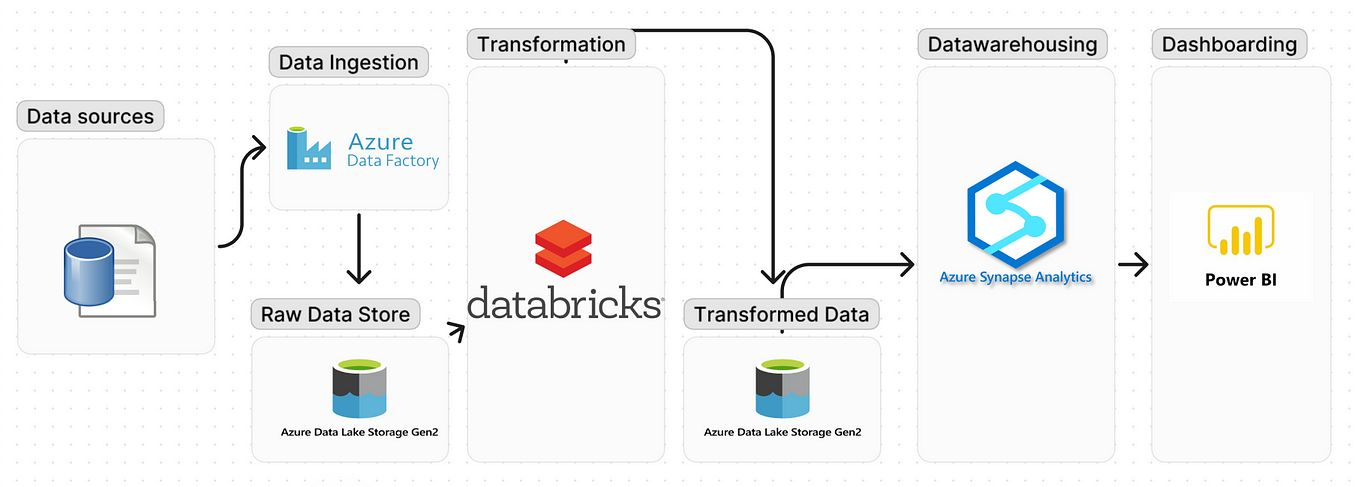 Data sources
Data Ingestion
Azure
Data Factory
Raw Data Store
Azure Data Lake Storage Gen2
Transformation
databricks
Transformed Data
Azure Data Lake Storage Gen2
Datawarehousing
Azure Synapse Analytics
Dashboarding
Power BI